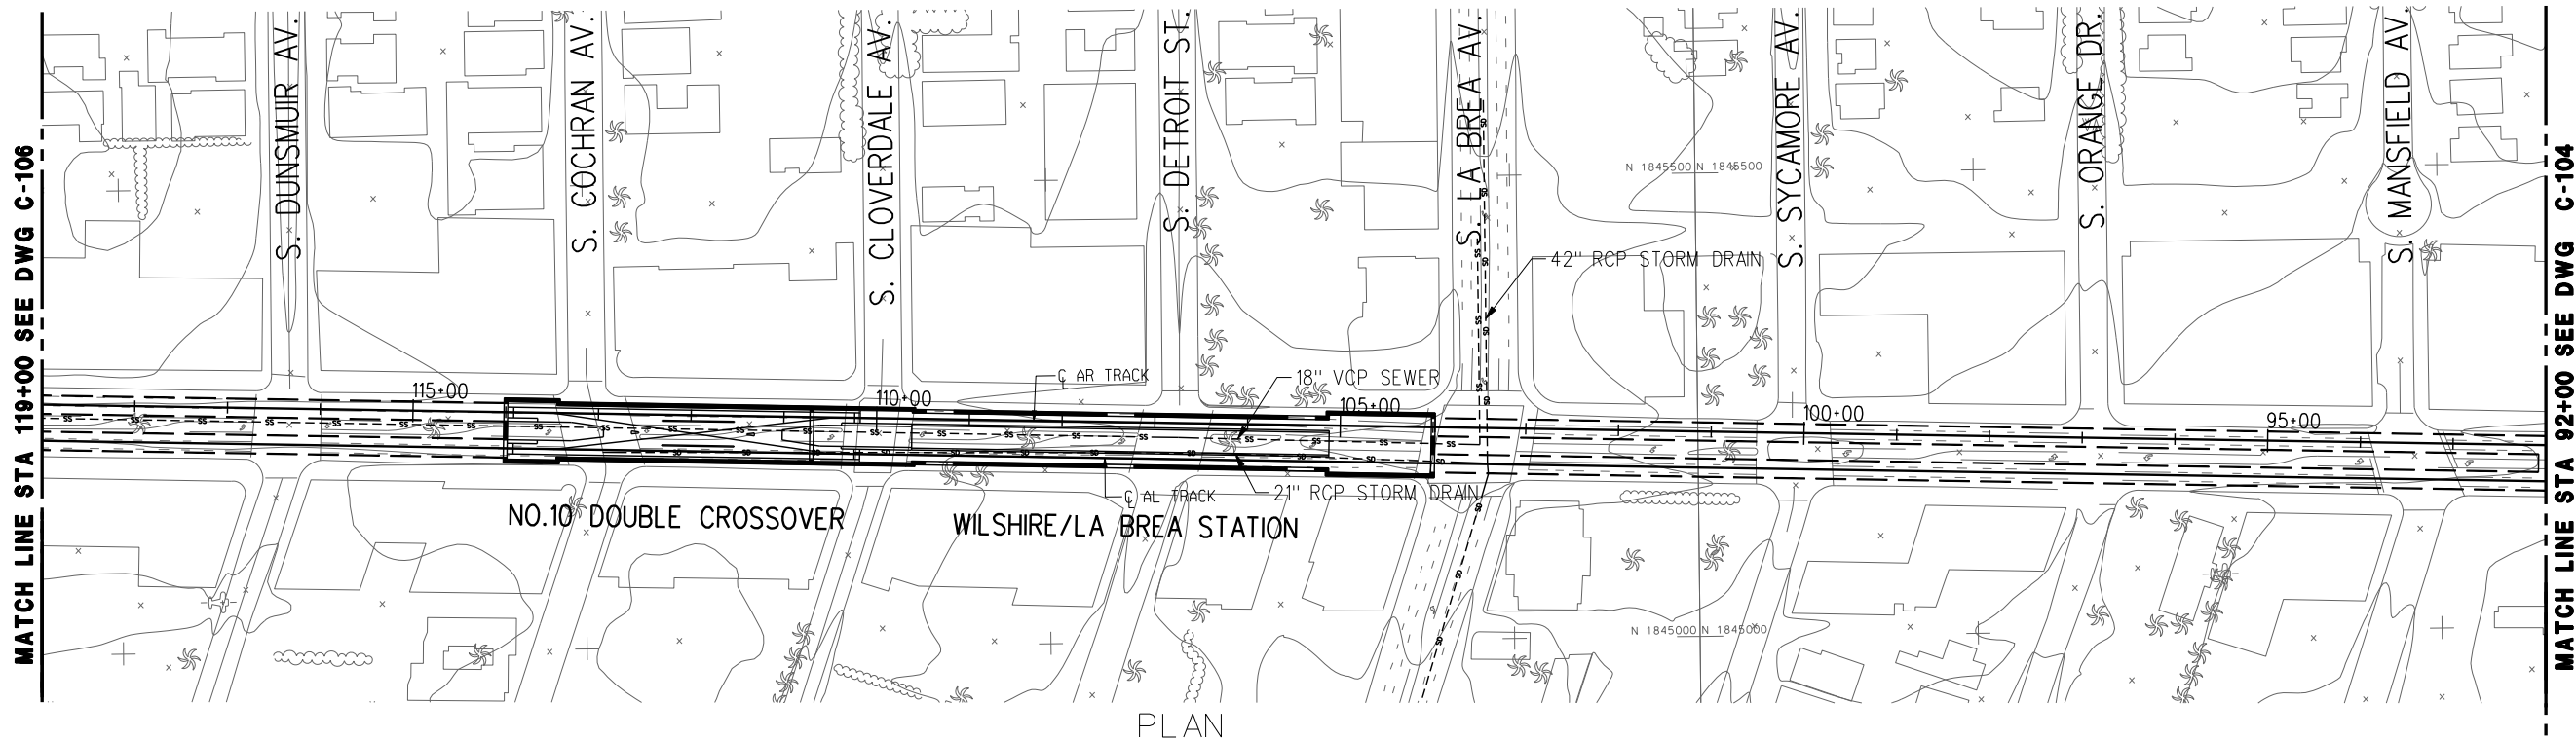 MATCH LINE STA 119+00 SEE DWG C-106
S. DUNSMUIR AV.
S. COCHRAN AV.
S. CLOVERDALE AV.
S. DETROIT ST.
S. LA BREA AV.
S. SYCAMORE AV.
S. ORANGE DR.
S. MANSFIELD AV.
MATCH LINE STA 92+00 SEE DWG C-104
N 1845500 N 1845500
42" RCP STORM DRAIN
℄ AR TRACK
18" VCP SEWER
115+00
110+00
105+00
100+00
95+00
℄ AL TRACK
21" RCP STORM DRAIN
NO.10 DOUBLE CROSSOVER
WILSHIRE/LA BREA STATION
N 1845000 N 1845000
PLAN